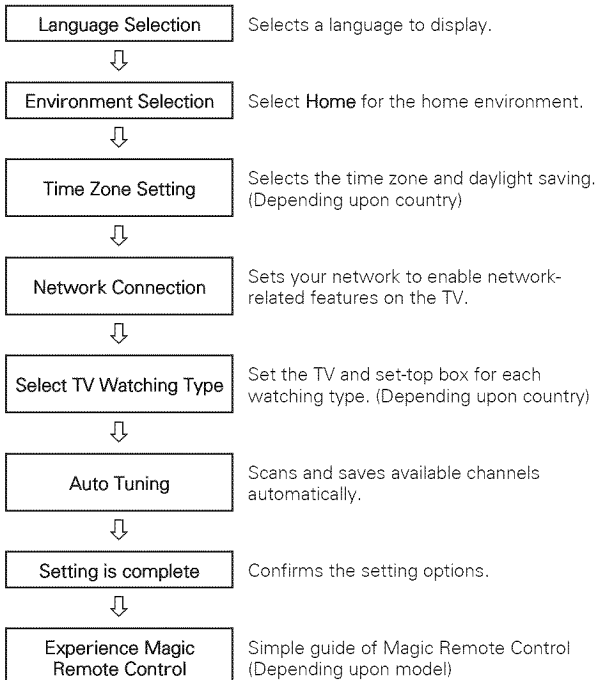 Language Selection
Selects a language to display.
Environment Selection
Select Home for the home environment.
Time Zone Setting
Selects the time zone and daylight saving.
(Depending upon country)
Network Connection
Sets your network to enable network-
related features on the TV.
Select TV Watching Type
Set the TV and set-top box for each
watching type. (Depending upon country)
Auto Tuning
Scans and saves available channels
automatically.
Setting is complete
Confirms the setting options.
Experience Magic
Remote Control
Simple guide of Magic Remote Control
(Depending upon model)